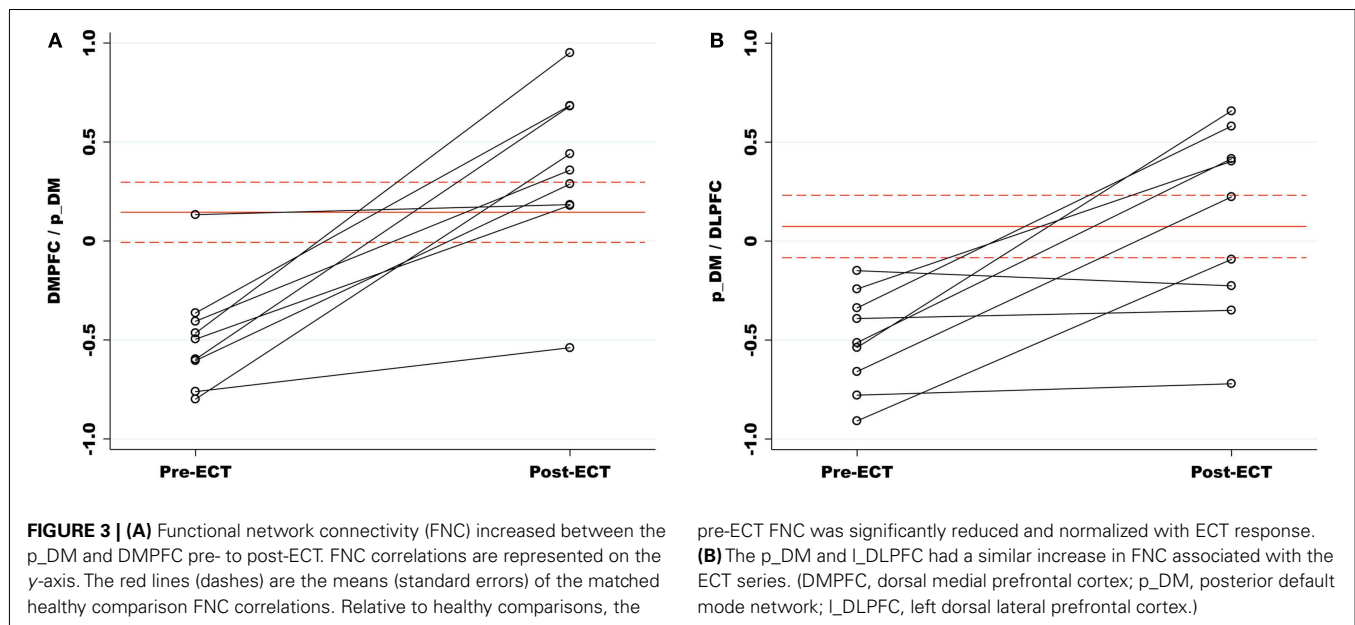 A
1.0
0.5
0
-0.5
-1.0
DMPFC / p_DM
Pre-ECT
Post-ECT
B
1.0
0.5
0
-0.5
-1.0
p_DM / DLPFC
Pre-ECT
Post-ECT
FIGURE 3 | (A) Functional network connectivity (FNC) increased between the
p_DM and DMPFC pre- to post-ECT. FNC correlations are represented on the
y-axis. The red lines (dashes) are the means (standard errors) of the matched
healthy comparison FNC correlations. Relative to healthy comparisons, the
pre-ECT FNC was significantly reduced and normalized with ECT response.
(B) The p_DM and l_DLPFC had a similar increase in FNC associated with the
ECT series. (DMPFC, dorsal medial prefrontal cortex; p_DM, posterior default
mode network; l_DLPFC, left dorsal lateral prefrontal cortex.)